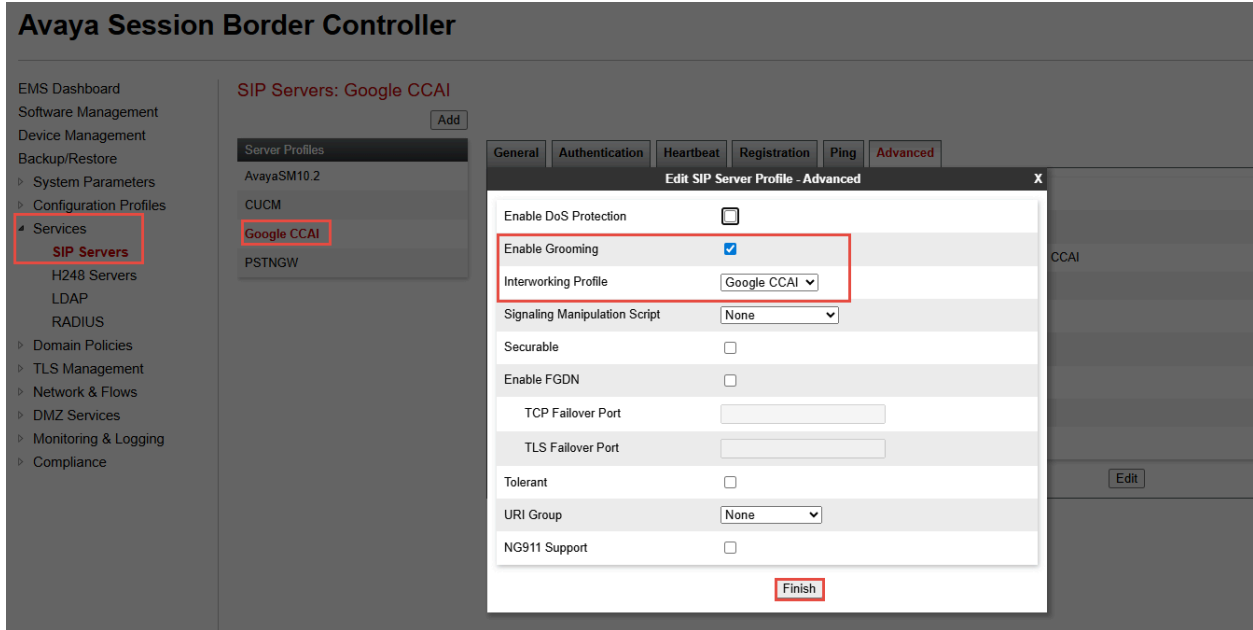 Avaya Session Border Controller
EMS Dashboard
Software Management
Device Management
Backup/Restore
System Parameters
Configuration Profiles
Services
SIP Servers
H248 Servers
LDAP
RADIUS
Domain Policies
TLS Management
Network & Flows
DMZ Services
Monitoring & Logging
Compliance
SIP Servers: Google CCAI
Add
Server Profiles
AvayaSM10.2
CUCM
Google CCAI
PSTNGW
General Authentication Heartbeat Registration Ping Advanced
Edit SIP Server Profile - Advanced X
Enable DoS Protection
Enable Grooming
Interworking Profile Google CCAI
Signaling Manipulation Script None
Securable
Enable FGDN
TCP Failover Port
TLS Failover Port
Tolerant
URI Group None
NG911 Support
Finish
CCAI
Edit